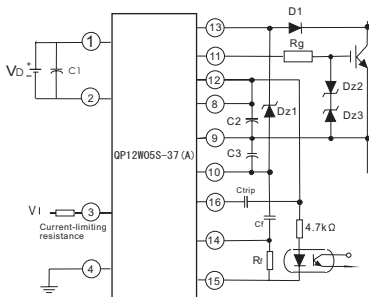 13
D1
1
11
Rg
12
VD
+
-
C1
8
Dz2
2
C2
Dz1
9
Dz3
QP12W05S-37(A)
C3
10
16
Ctrip
VI
3
4.7kΩ
Current-limiting
resistance
Cf
14
4
Rf
15